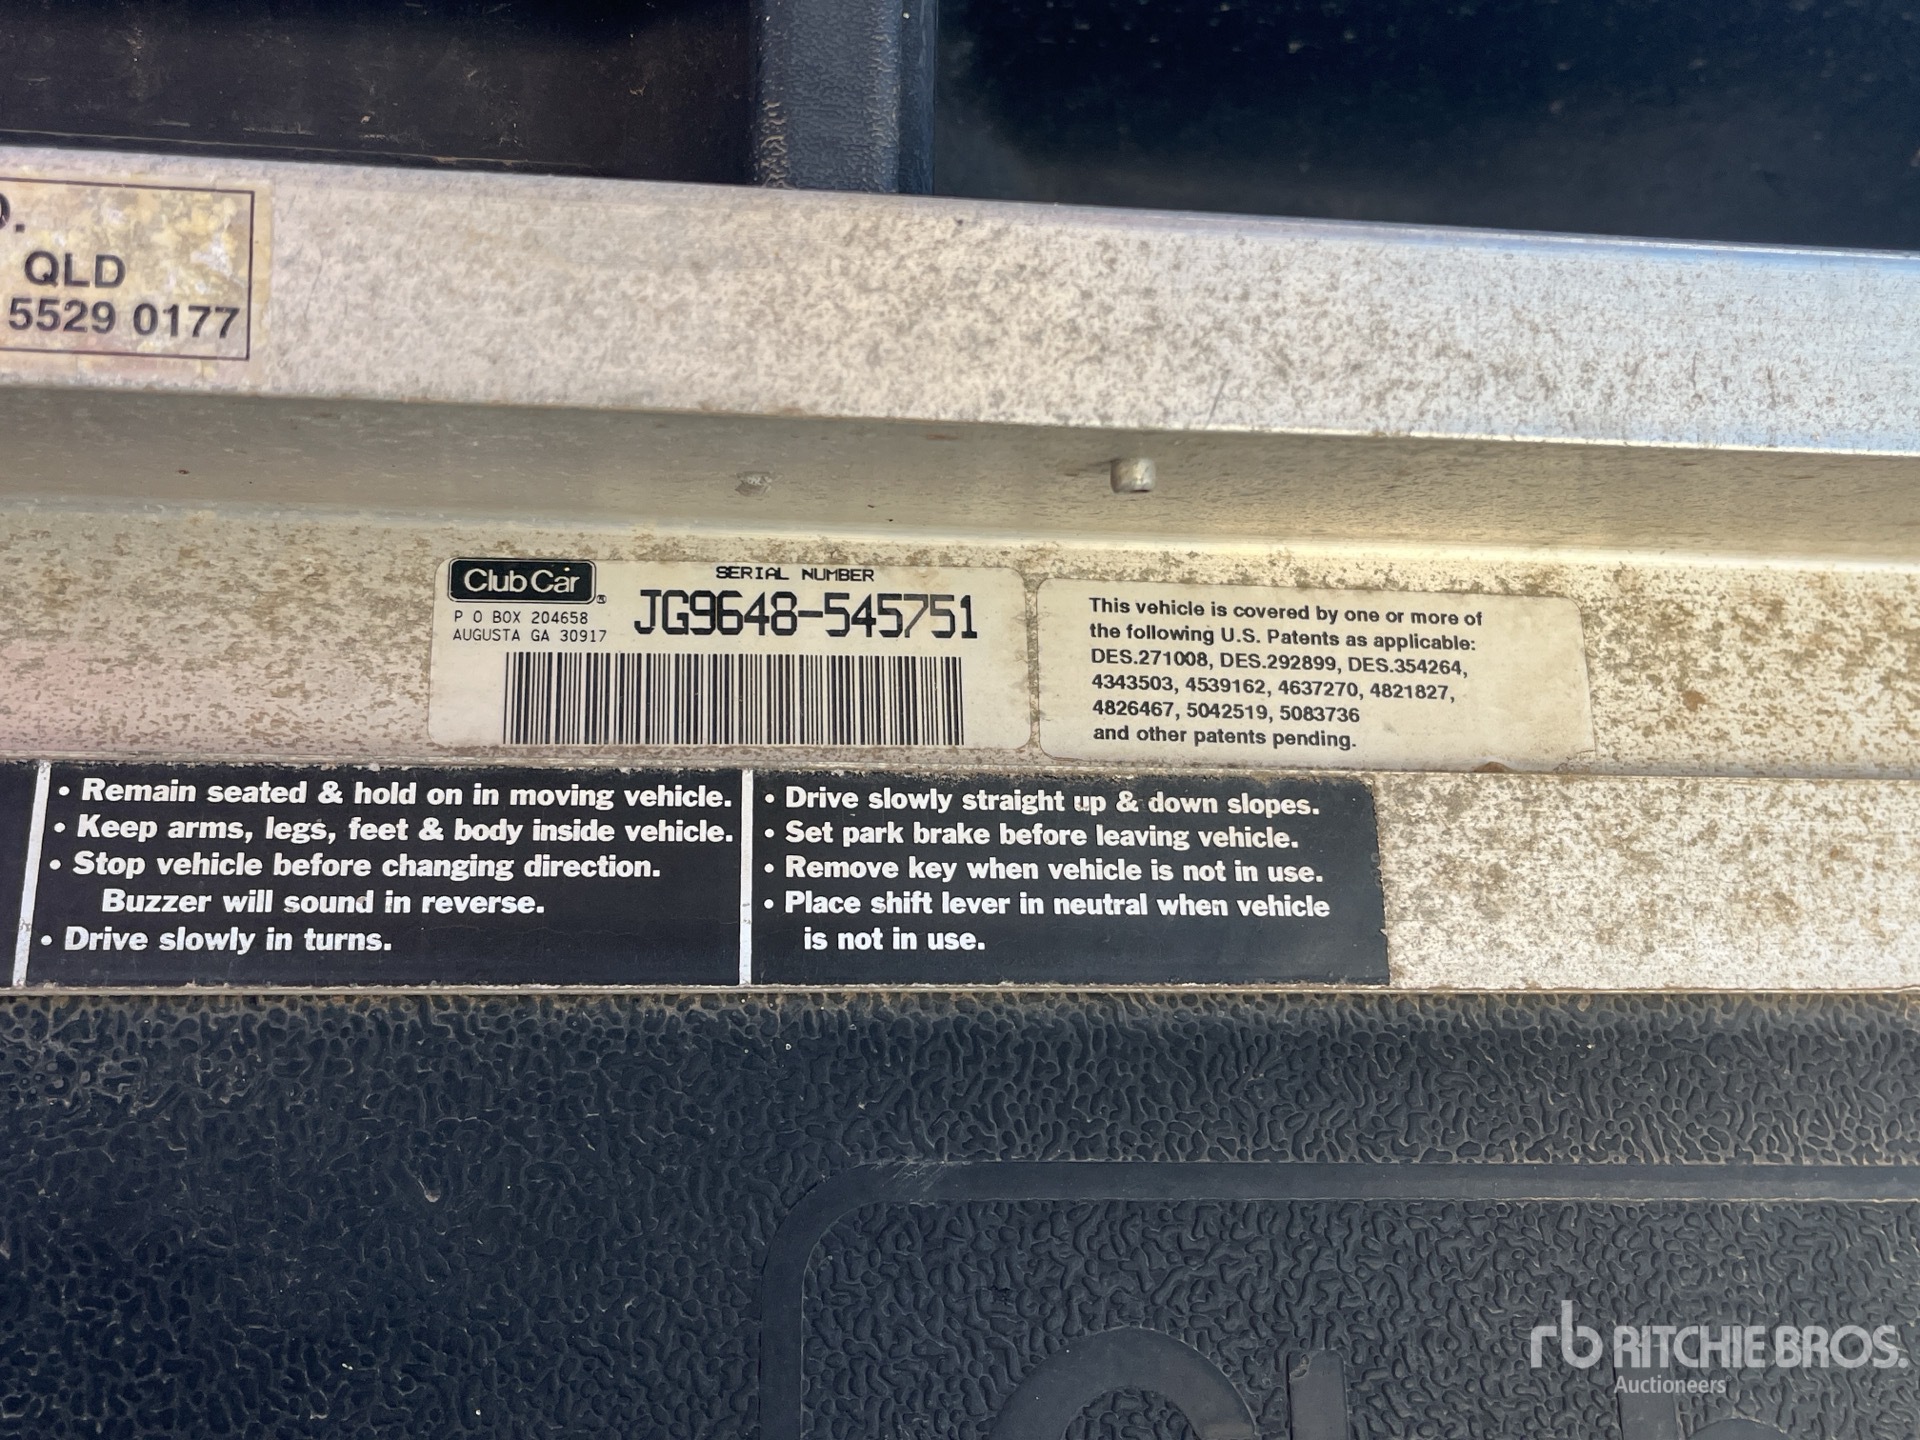 QLD
5529 0177
Club Car®
P O BOX 204658
AUGUSTA GA 30917
SERIAL NUMBER
JG9648-545751
This vehicle is covered by one or more of
the following U.S. Patents as applicable:
DES.271008, DES.292899, DES.354264,
4343503, 4539162, 4637270, 4821827,
4826467, 5042519, 5083736
and other patents pending.
• Remain seated & hold on in moving vehicle.
• Keep arms, legs, feet & body inside vehicle.
• Stop vehicle before changing direction.
Buzzer will sound in reverse.
• Drive slowly in turns.
• Drive slowly straight up & down slopes.
• Set park brake before leaving vehicle.
• Remove key when vehicle is not in use.
• Place shift lever in neutral when vehicle
is not in use.
rb RITCHIE BROS.
Auctioneers